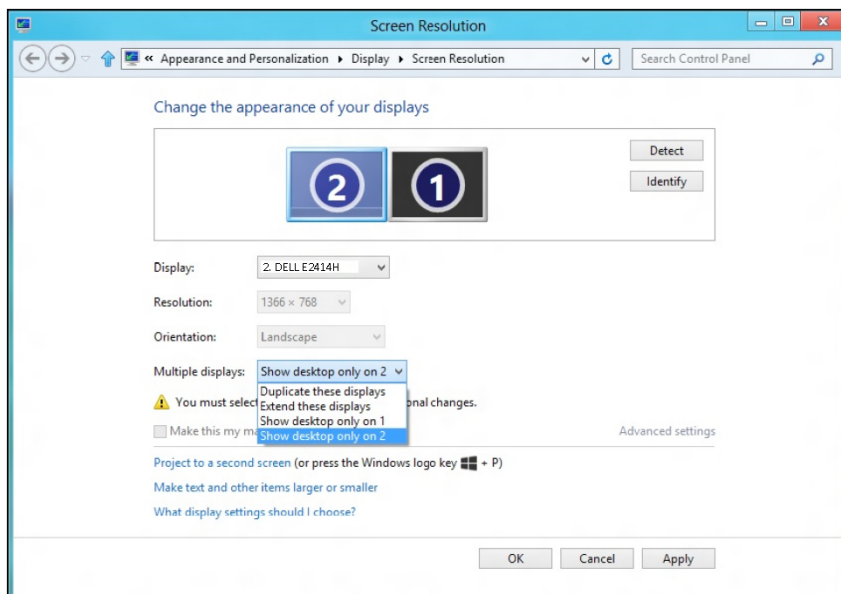 Screen Resolution
« Appearance and Personalization ▸ Display ▸ Screen Resolution
Search Control Panel
Change the appearance of your displays
2
1
Detect
Identify
Display: 2. DELL E2414H
Resolution: 1366 × 768
Orientation: Landscape
Multiple displays: Show desktop only on 2
Duplicate these displays
You must select onal changes.
Extend these displays
Show desktop only on 1
Make this my ma
Show desktop only on 2
Advanced settings
Project to a second screen (or press the Windows logo key + P)
Make text and other items larger or smaller
What display settings should I choose?
OK
Cancel
Apply